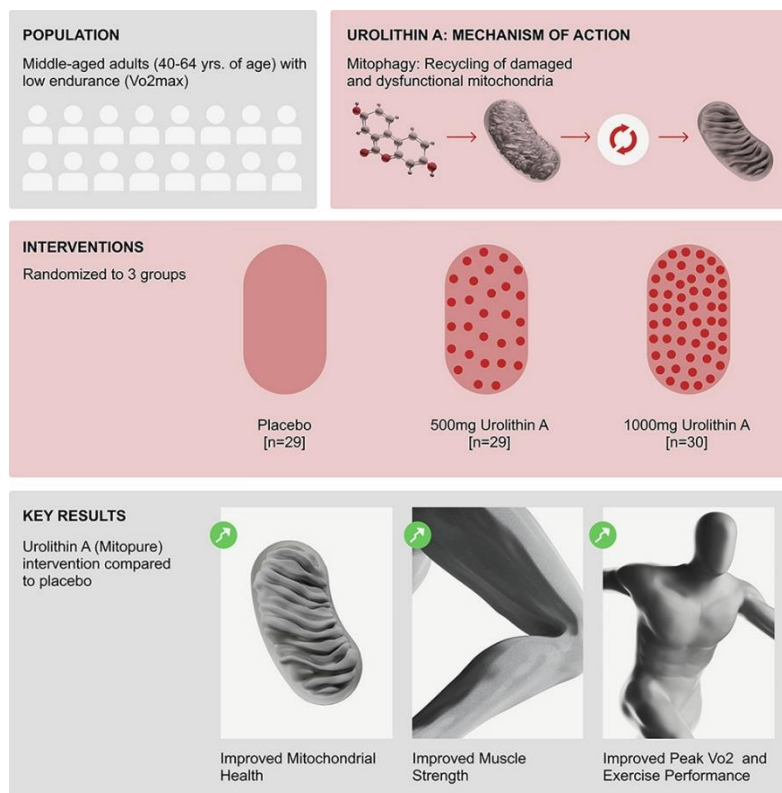 POPULATION
Middle-aged adults (40-64 yrs. of age) with
low endurance (Vo2max)
UROLITHIN A: MECHANISM OF ACTION
Mitophagy: Recycling of damaged
and dysfunctional mitochondria
INTERVENTIONS
Randomized to 3 groups
Placebo
[n=29]
500mg Urolithin A
[n=29]
1000mg Urolithin A
[n=30]
KEY RESULTS
Urolithin A (Mitopure)
intervention compared
to placebo
Improved Mitochondrial
Health
Improved Muscle
Strength
Improved Peak Vo2 and
Exercise Performance